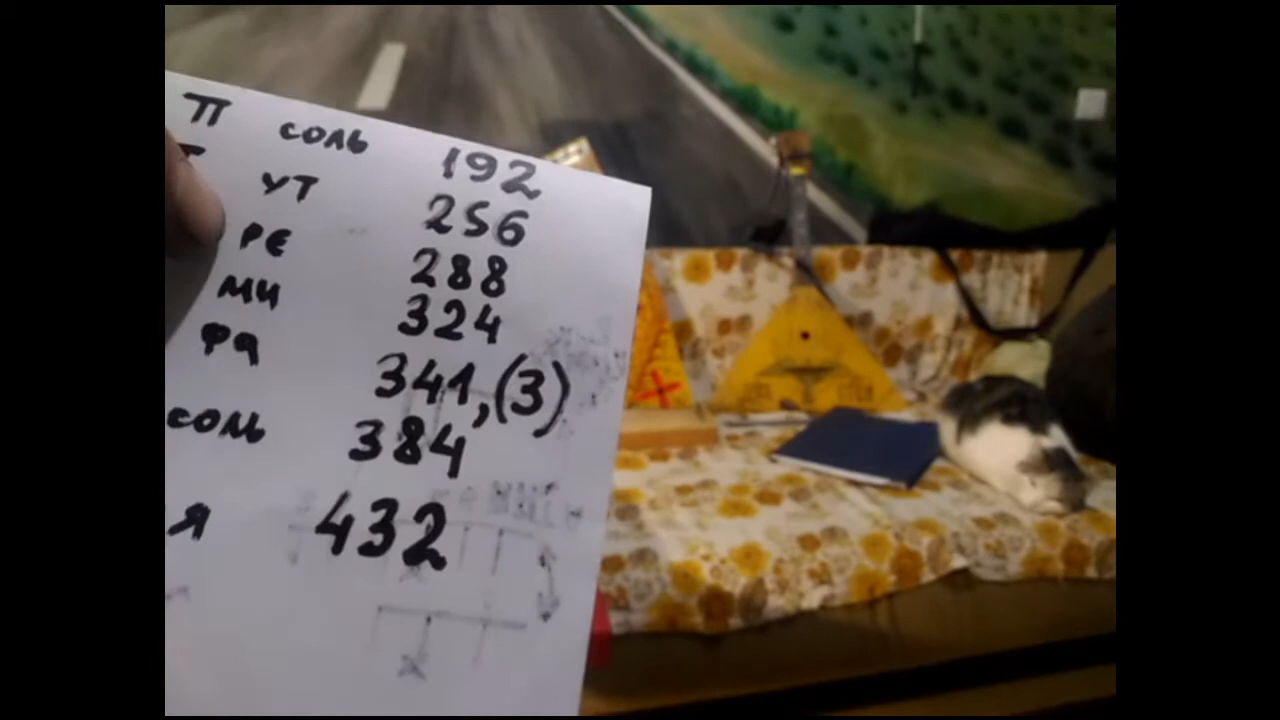 П соль 192
ут 256
ре 288
ми 324
фа 341,(3)
соль 384
я 432